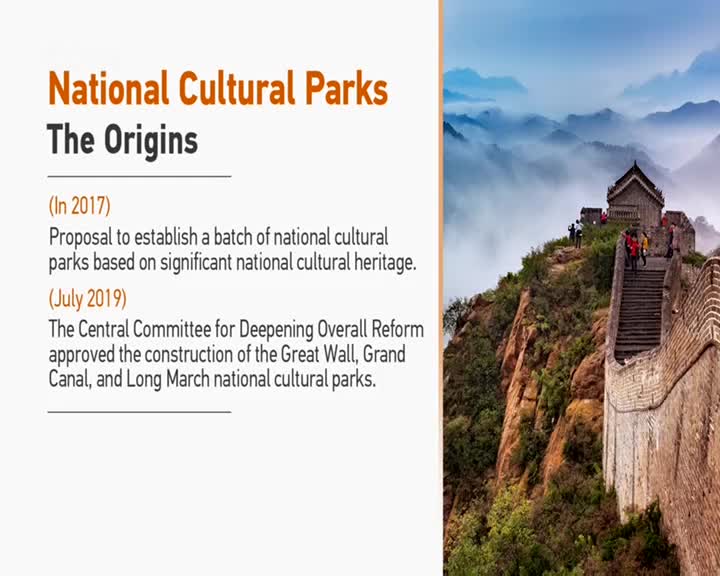 National Cultural Parks
The Origins
(In 2017)
Proposal to establish a batch of national cultural
parks based on significant national cultural heritage.
(July 2019)
The Central Committee for Deepening Overall Reform
approved the construction of the Great Wall, Grand
Canal, and Long March national cultural parks.